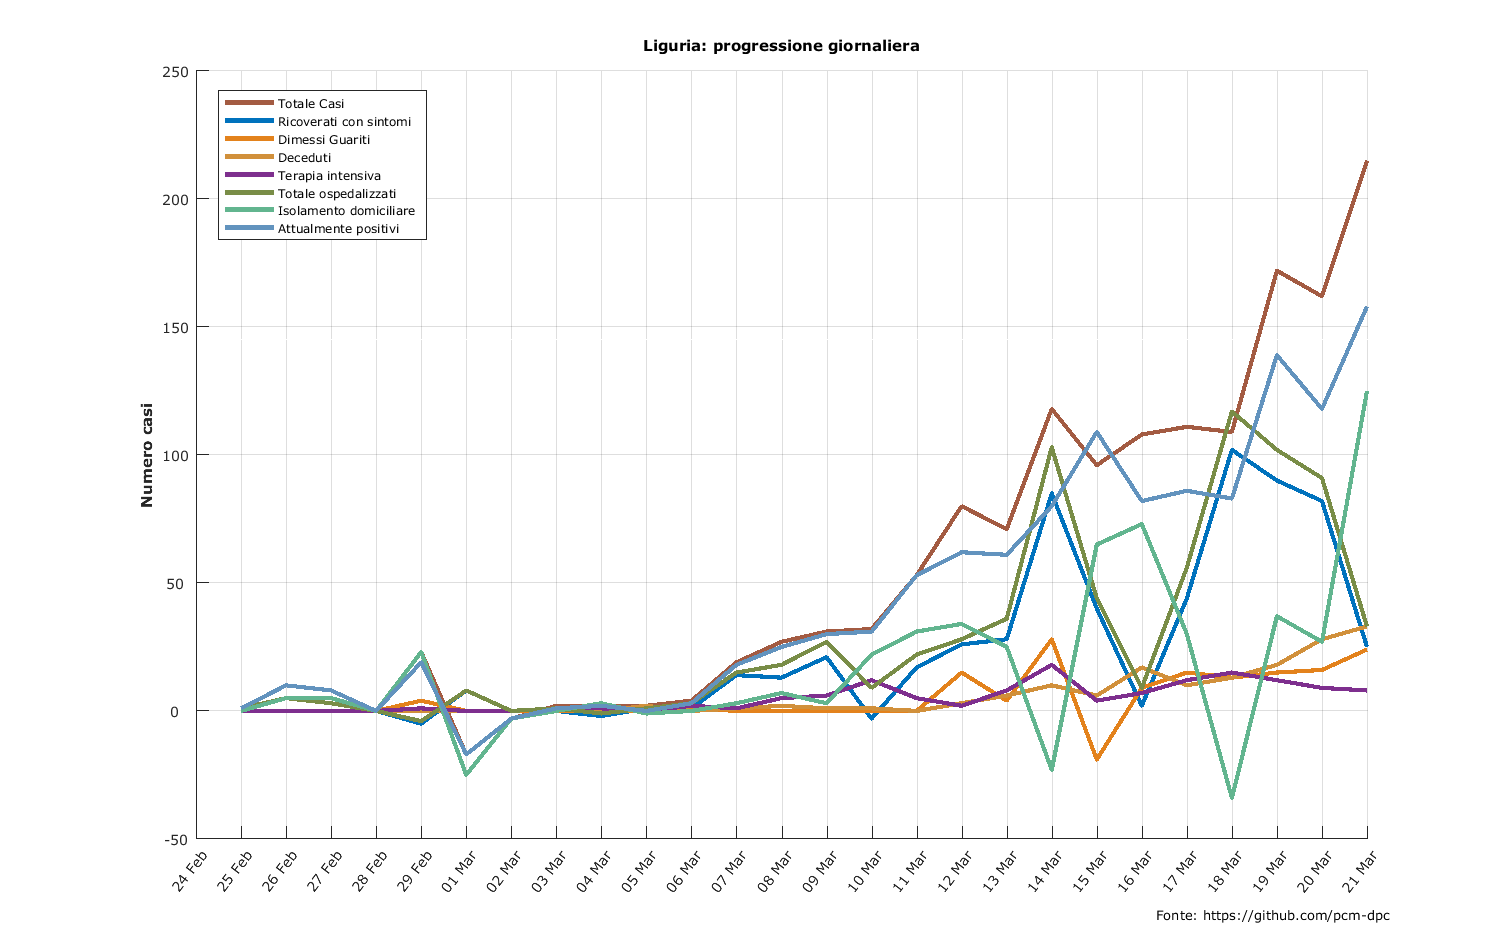 Liguria: progressione giornaliera
250
200
150
100
50
0
-50
Numero casi
Totale Casi
Ricoverati con sintomi
Dimessi Guariti
Deceduti
Terapia intensiva
Totale ospedalizzati
Isolamento domiciliare
Attualmente positivi
24 Feb
25 Feb
26 Feb
27 Feb
28 Feb
29 Feb
01 Mar
02 Mar
03 Mar
04 Mar
05 Mar
06 Mar
07 Mar
08 Mar
09 Mar
10 Mar
11 Mar
12 Mar
13 Mar
14 Mar
15 Mar
16 Mar
17 Mar
18 Mar
19 Mar
20 Mar
21 Mar
Fonte: https://github.com/pcm-dpc